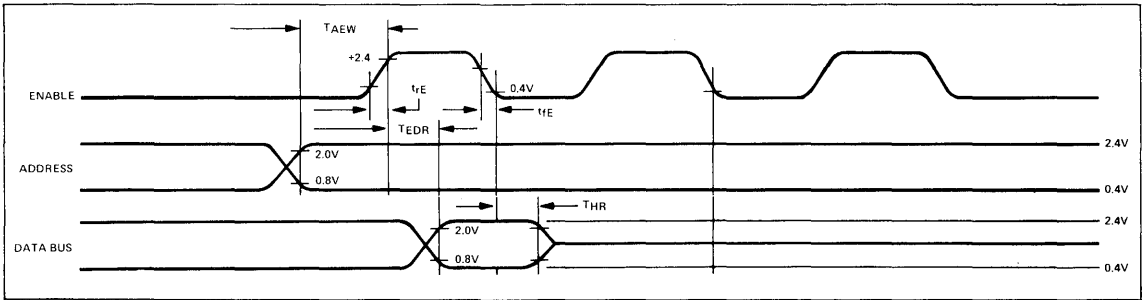 TAEW
+2.4
ENABLE
trE
0.4V
tfE
TEDR
2.0V
2.4V
ADDRESS
0.8V
0.4V
THR
2.4V
2.0V
DATA BUS
0.8V
0.4V